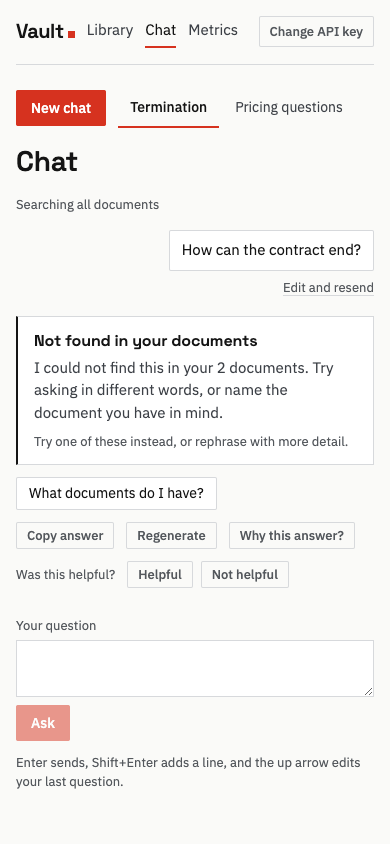 Vault Library Chat Metrics Change API key
New chat Termination Pricing questions
Chat
Searching all documents
How can the contract end?
Edit and resend
Not found in your documents
I could not find this in your 2 documents. Try
asking in different words, or name the
document you have in mind.
Try one of these instead, or rephrase with more detail.
What documents do I have?
Copy answer Regenerate Why this answer?
Was this helpful? Helpful Not helpful
Your question
Ask
Enter sends, Shift+Enter adds a line, and the up arrow edits
your last question.